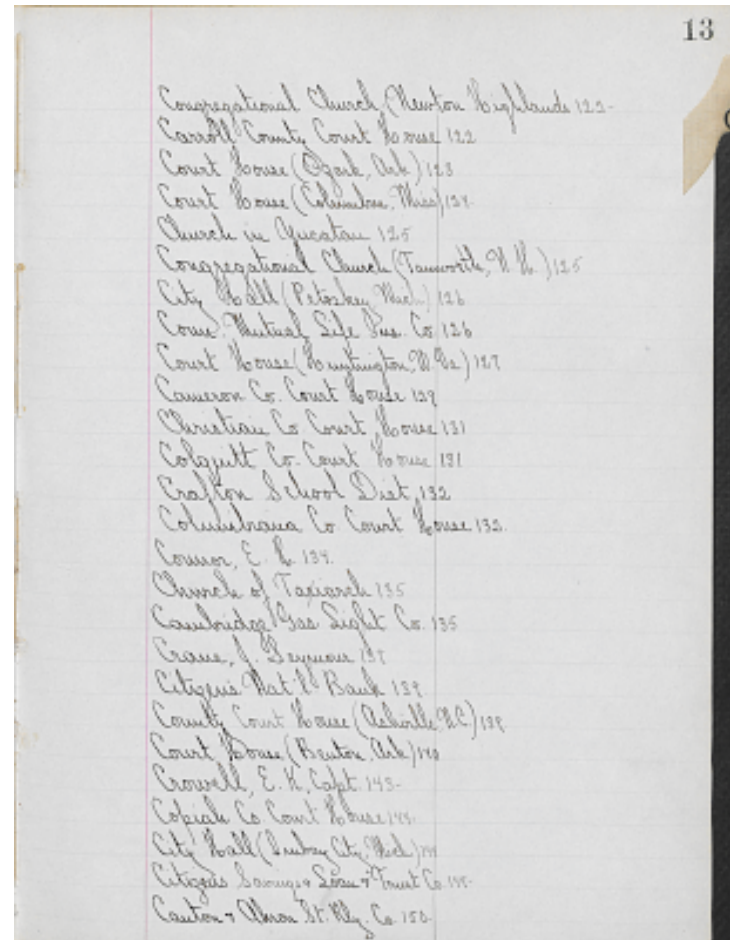 13
Congregational Church, Newton Highlands 122-
Carroll County Court House 122
Court House (Ozark, Ark.) 123
Court House (Columbus, Miss) 124.
Church in Yucatan 125
Congregational Church (Tamworth, N. H.) 125
City Hall (Petoskey, Mich.) 126
Conn. Mutual Life Ins. Co. 126
Court House (Huntington, W. Va.) 127
Cameron Co. Court House 129
Christian Co. Court House 131
Colquitt Co. Court House 131
Crafton School Dist. 132
Columbiana Co. Court House 133.
Connor, E. 134.
Church of Taxiarch 135
Cambridge Gas Light Co. 135
Crane, J. Seymour 137
Citizens Nat'l Bank 139
County Court House (Asheville, N.C.)
Court House (Benton, Ark.) 140
Crowell, E. K. Capt. 143-
Copiah Co. Court House 144.
City Hall ( City, Mich.) 144
Citizens Savings & Loan & Trust Co.
Canton & Akron St. Rly. Co. 150.